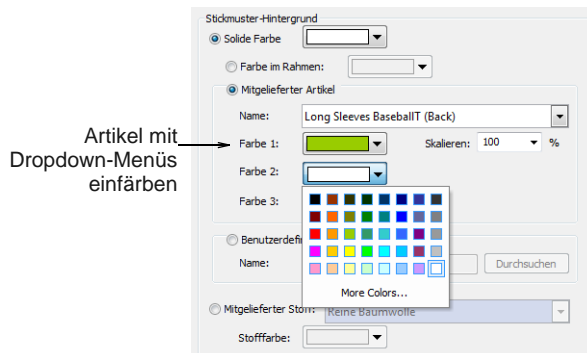 Stickmuster-Hintergrund
Solide Farbe
Farbe im Rahmen:
Mitgelieferter Artikel
Name: Long Sleeves BaseballT (Back)
Artikel mit Dropdown-Menüs einfärben
Farbe 1: Skalieren: 100 %
Farbe 2:
Farbe 3:
More Colors...
Benutzerdefi
Name: Durchsuchen
Mitgelieferter Stoff: Reine Baumwolle
Stofffarbe: